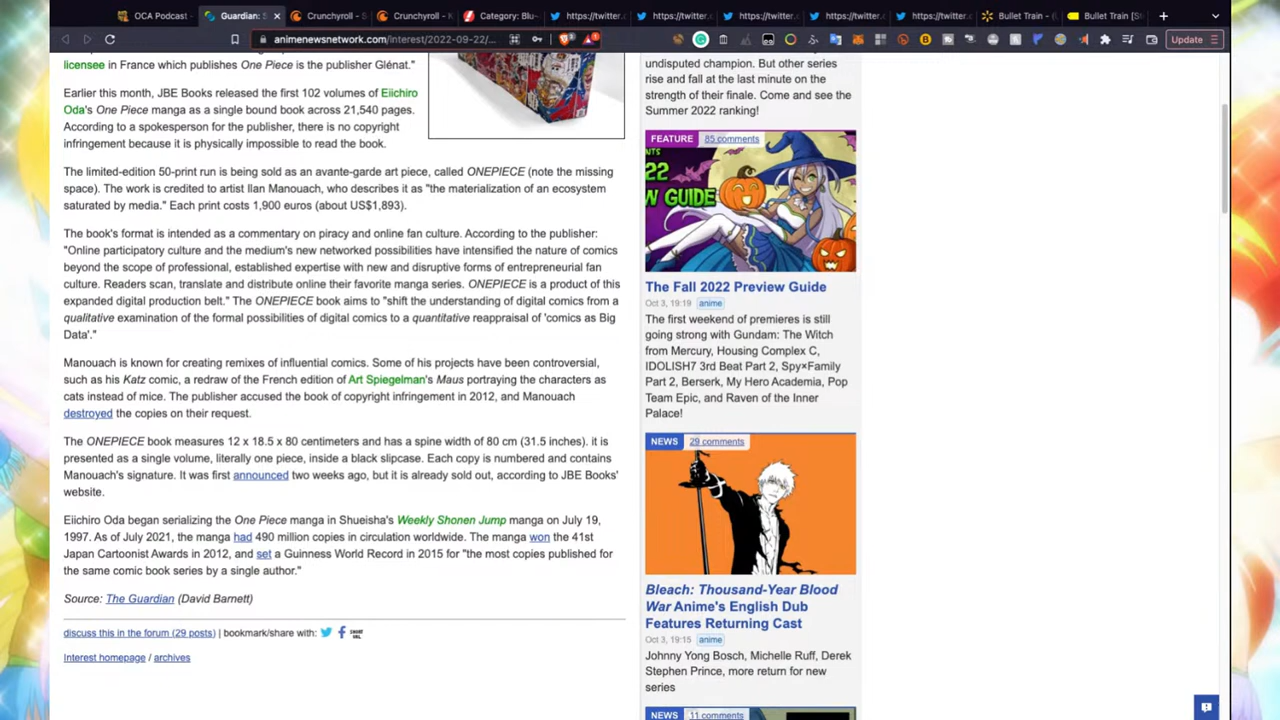 OCA Podcast
Guardian: S
Crunchyroll - S
Crunchyroll - K
Category: Blu-
https://twitter.c
https://twitter.c
https://twitter.c
https://twitter.c
https://twitter.c
Bullet Train - (
Bullet Train [St
animenewsnetwork.com/interest/2022-09-22/...
Update
licensee in France which publishes One Piece is the publisher Glénat."
Earlier this month, JBE Books released the first 102 volumes of Eiichiro
Oda's One Piece manga as a single bound book across 21,540 pages.
According to a spokesperson for the publisher, there is no copyright
infringement because it is physically impossible to read the book.
The limited-edition 50-print run is being sold as an avante-garde art piece, called ONEPIECE (note the missing
space). The work is credited to artist Ilan Manouach, who describes it as "the materialization of an ecosystem
saturated by media." Each print costs 1,900 euros (about US$1,893).
The book's format is intended as a commentary on piracy and online fan culture. According to the publisher:
"Online participatory culture and the medium's new networked possibilities have intensified the nature of comics
beyond the scope of professional, established expertise with new and disruptive forms of entrepreneurial fan
culture. Readers scan, translate and distribute online their favorite manga series. ONEPIECE is a product of this
expanded digital production belt." The ONEPIECE book aims to "shift the understanding of digital comics from a
qualitative examination of the formal possibilities of digital comics to a quantitative reappraisal of 'comics as Big
Data'."
Manouach is known for creating remixes of influential comics. Some of his projects have been controversial,
such as his Katz comic, a redraw of the French edition of Art Spiegelman's Maus portraying the characters as
cats instead of mice. The publisher accused the book of copyright infringement in 2012, and Manouach
destroyed the copies on their request.
The ONEPIECE book measures 12 x 18.5 x 80 centimeters and has a spine width of 80 cm (31.5 inches). it is
presented as a single volume, literally one piece, inside a black slipcase. Each copy is numbered and contains
Manouach's signature. It was first announced two weeks ago, but it is already sold out, according to JBE Books'
website.
Eiichiro Oda began serializing the One Piece manga in Shueisha's Weekly Shonen Jump manga on July 19,
1997. As of July 2021, the manga had 490 million copies in circulation worldwide. The manga won the 41st
Japan Cartoonist Awards in 2012, and set a Guinness World Record in 2015 for "the most copies published for
the same comic book series by a single author."
Source: The Guardian (David Barnett)
discuss this in the forum (29 posts) | bookmark/share with:
Interest homepage / archives
undisputed champion. But other series
rise and fall at the last minute on the
strength of their finale. Come and see the
Summer 2022 ranking!
FEATURE 85 comments
22
W GUIDE
The Fall 2022 Preview Guide
Oct 3, 19:19 anime
The first weekend of premieres is still
going strong with Gundam: The Witch
from Mercury, Housing Complex C,
IDOLISH7 3rd Beat Part 2, Spy×Family
Part 2, Berserk, My Hero Academia, Pop
Team Epic, and Raven of the Inner
Palace!
NEWS 29 comments
Bleach: Thousand-Year Blood
War Anime's English Dub
Features Returning Cast
Oct 3, 19:15 anime
Johnny Yong Bosch, Michelle Ruff, Derek
Stephen Prince, more return for new
series
NEWS 11 comments